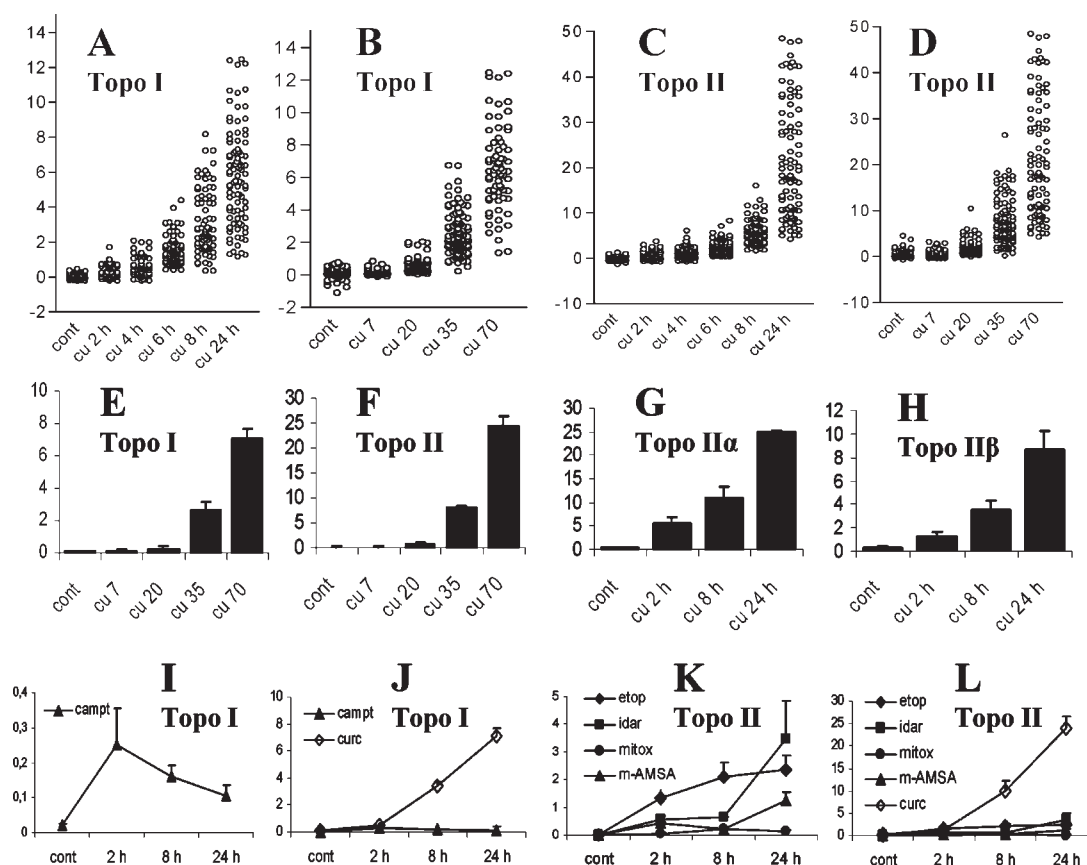 A
Topo I
14
12
10
8
6
4
2
0
-2
cont
cu 2 h
cu 4 h
cu 6 h
cu 8 h
cu 24 h
B
Topo I
14
12
10
8
6
4
2
0
-2
cont
cu 7
cu 20
cu 35
cu 70
C
Topo II
50
40
30
20
10
0
-10
cont
cu 2 h
cu 4 h
cu 6 h
cu 8 h
cu 24 h
D
Topo II
50
40
30
20
10
0
-10
cont
cu 7
cu 20
cu 35
cu 70
E
Topo I
10
8
6
4
2
0
cont
cu 7
cu 20
cu 35
cu 70
F
Topo II
30
25
20
15
10
5
0
cont
cu 7
cu 20
cu 35
cu 70
G
Topo IIα
30
25
20
15
10
5
0
cont
cu 2 h
cu 8 h
cu 24 h
H
Topo IIβ
12
10
8
6
4
2
0
cont
cu 2 h
cu 8 h
cu 24 h
I
Topo I
0,4
0,3
0,2
0,1
0
campt
cont
2 h
8 h
24 h
J
Topo I
10
8
6
4
2
0
campt
curc
cont
2 h
8 h
24 h
K
Topo II
5
4
3
2
1
0
etop
idar
mitox
m-AMSA
cont
2 h
8 h
24 h
L
Topo II
30
25
20
15
10
5
0
etop
idar
mitox
m-AMSA
curc
cont
2 h
8 h
24 h